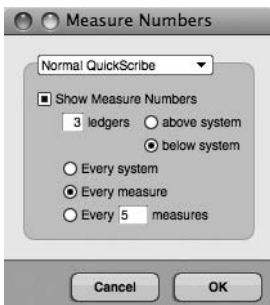 Measure Numbers
Normal QuickScribe
Show Measure Numbers
3 ledgers above system
below system
Every system
Every measure
Every 5 measures
Cancel OK